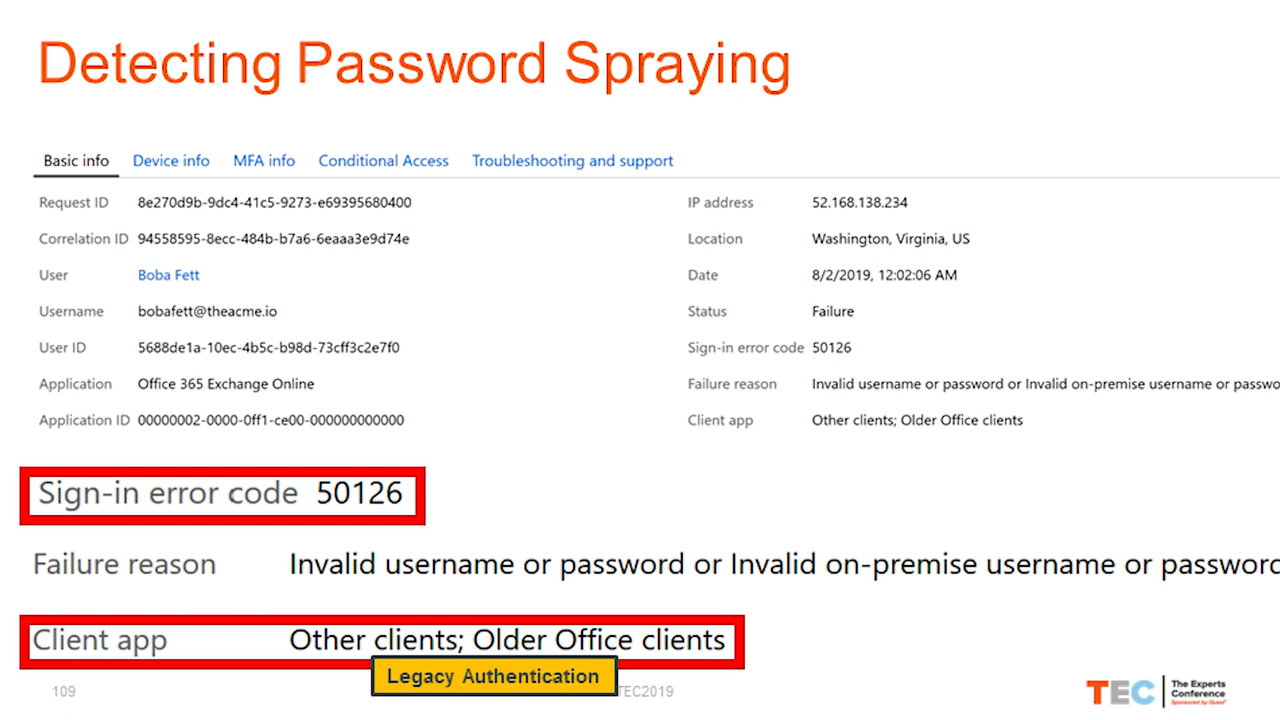 Detecting Password Spraying
Basic info Device info MFA info Conditional Access Troubleshooting and support
Request ID 8e270d9b-9dc4-41c5-9273-e69395680400
Correlation ID 94558595-8ecc-484b-b7a6-6eaaa3e9d74e
User Boba Fett
Username bobafett@theacme.io
User ID 5688de1a-10ec-4b5c-b98d-73cff3c2e7f0
Application Office 365 Exchange Online
Application ID 00000002-0000-0ff1-ce00-000000000000
IP address 52.168.138.234
Location Washington, Virginia, US
Date 8/2/2019, 12:02:06 AM
Status Failure
Sign-in error code 50126
Failure reason Invalid username or password or Invalid on-premise username or passwo
Client app Other clients; Older Office clients
Sign-in error code 50126
Failure reason Invalid username or password or Invalid on-premise username or password
Client app Other clients; Older Office clients
Legacy Authentication
109
TEC2019
TEC
The Experts
Conference
Sponsored by Quest